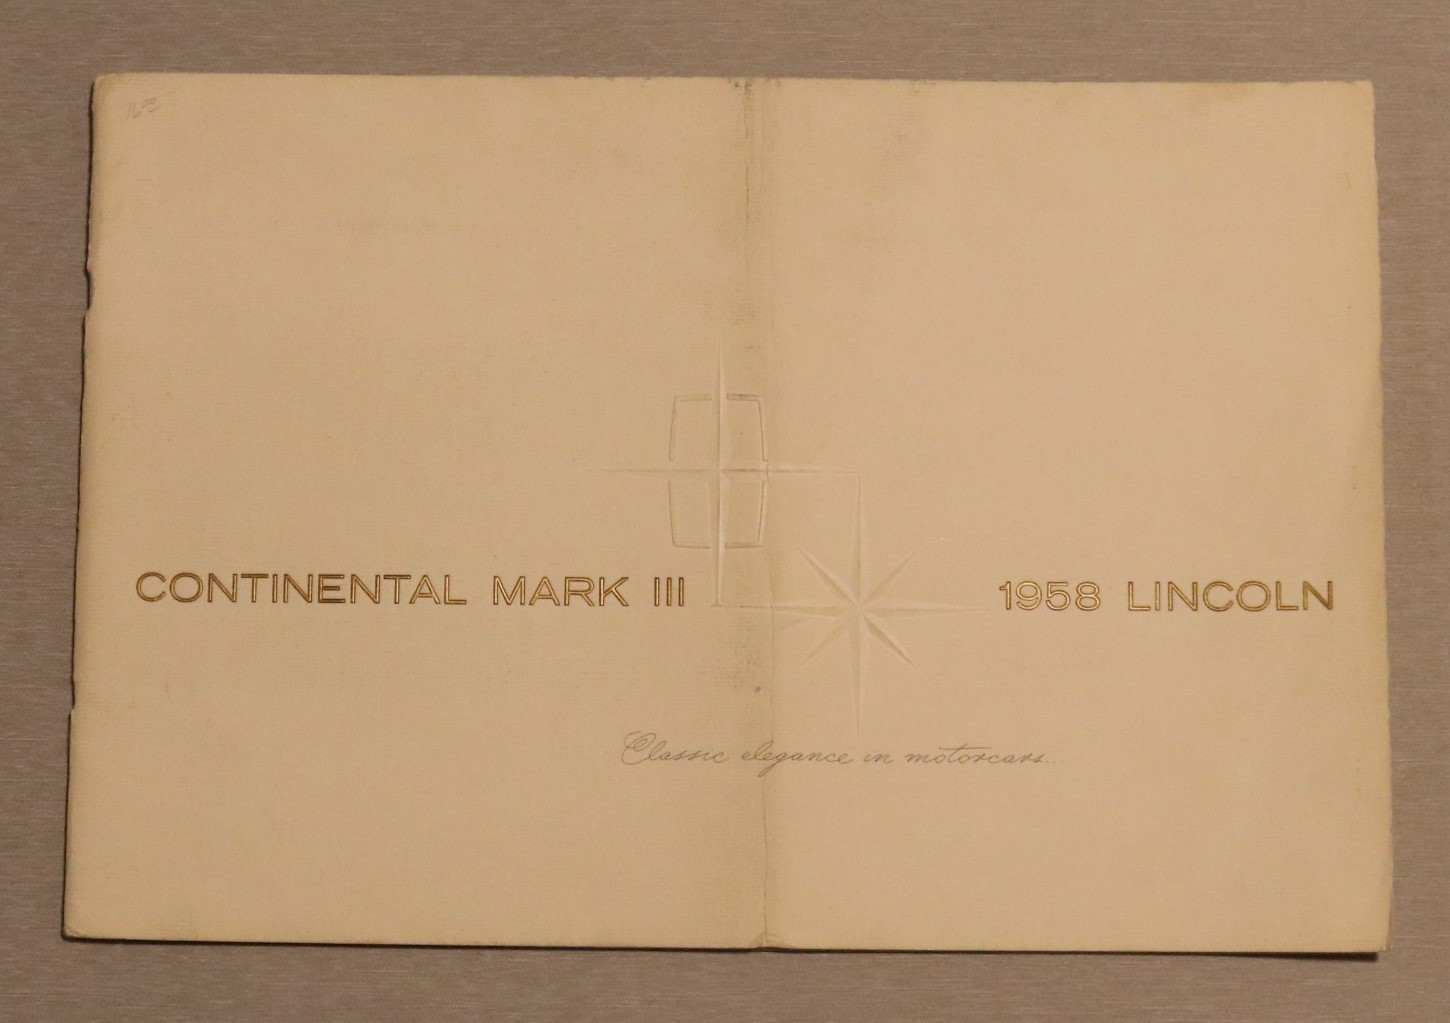 CONTINENTAL MARK III 1958 LINCOLN
Classic elegance in motorcars...